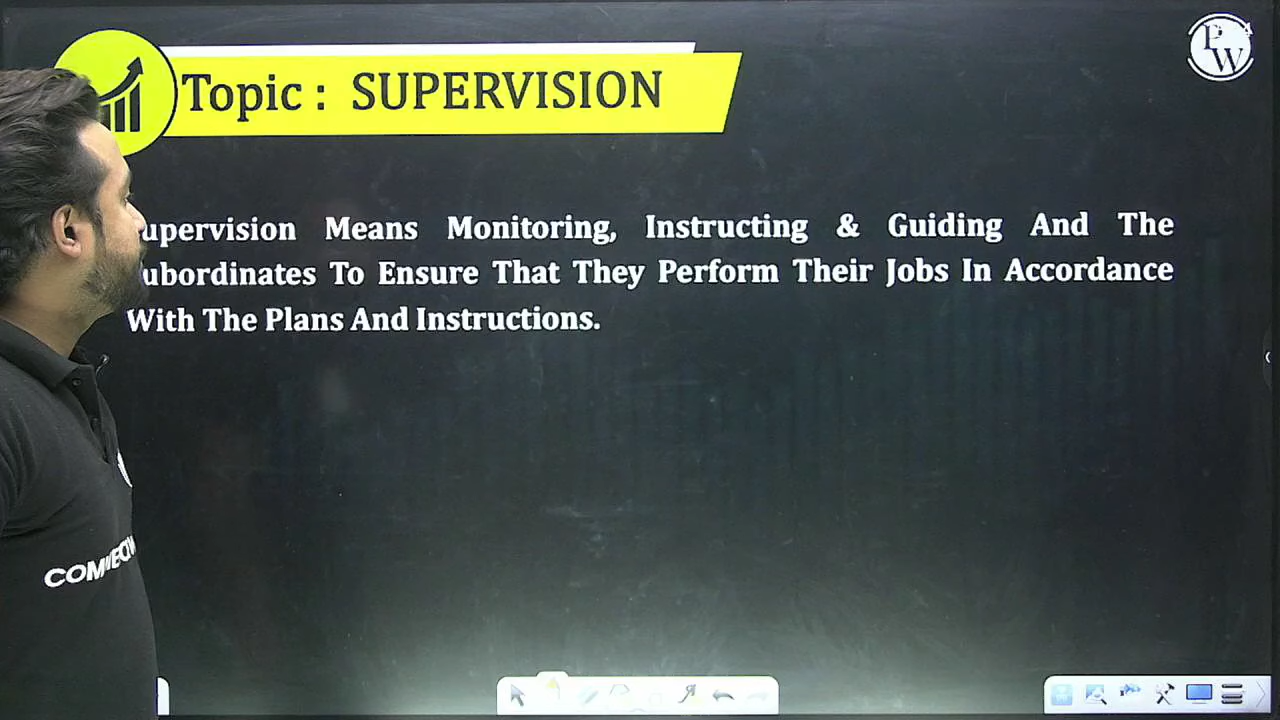 Topic : SUPERVISION
PW
upervision Means Monitoring, Instructing & Guiding And The
ubordinates To Ensure That They Perform Their Jobs In Accordance
With The Plans And Instructions.